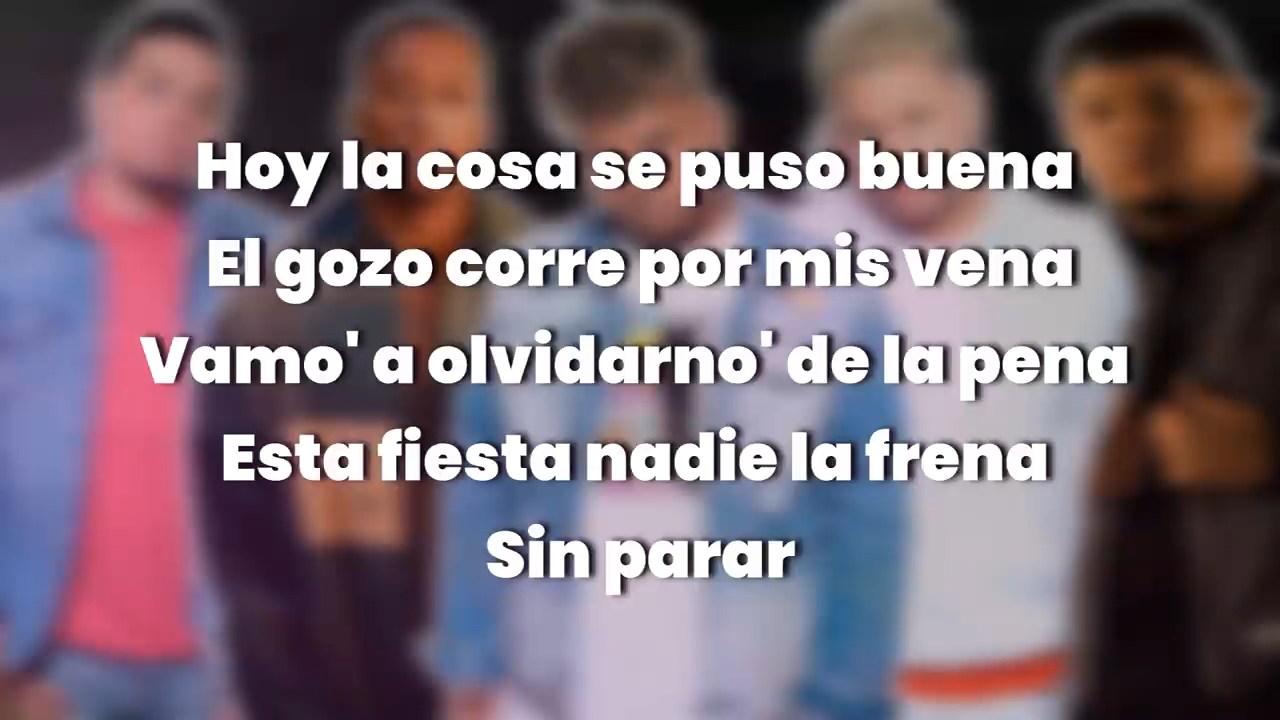 Hoy la cosa se puso buena
El gozo corre por mis vena
Vamo' a olvidarno' de la pena
Esta fiesta nadie la frena
Sin parar